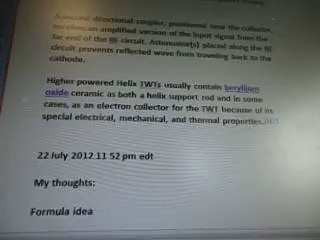 A second directional coupler, positioned near the collector,
receives an amplified version of the input signal from the
far end of the RF circuit. Attenuator(s) placed along the RF
circuit prevents reflected wave from traveling back to the
cathode.
Higher powered Helix TWTs usually contain beryllium
oxide ceramic as both a helix support rod and in some
cases, as an electron collector for the TWT because of its
special electrical, mechanical, and thermal properties.
22 July 2012 11 52 pm edt
My thoughts:
Formula idea